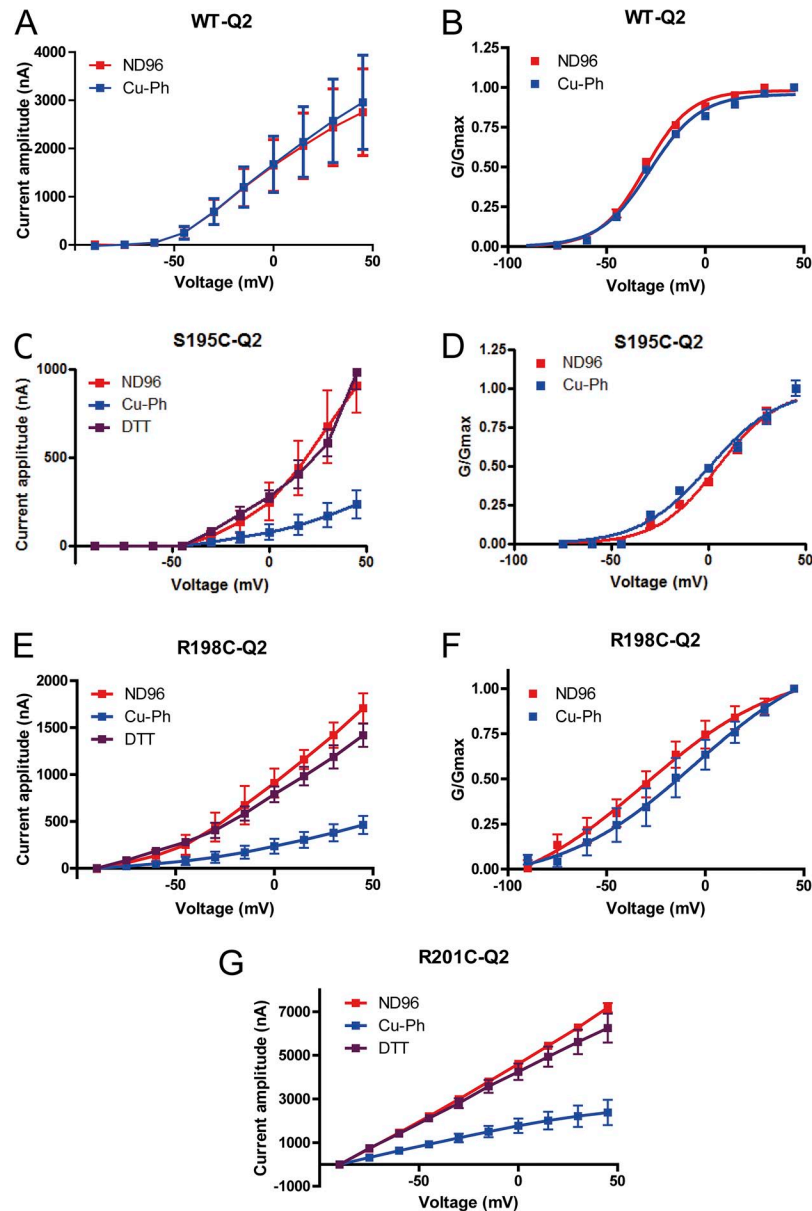 A
WT-Q2
ND96
Cu-Ph
Current amplitude (nA)
4000
3000
2000
1000
0
-50
50
Voltage (mV)
B
WT-Q2
ND96
Cu-Ph
G/Gmax
1.25
1.00
0.75
0.50
0.25
0.00
-100
-50
0
50
Voltage (mV)
C
S195C-Q2
ND96
Cu-Ph
DTT
Current applitude (nA)
1000
500
0
-50
50
Voltage (mV)
D
S195C-Q2
ND96
Cu-Ph
G/Gmax
1.25
1.00
0.75
0.50
0.25
0.00
-100
-50
0
50
Voltage (mV)
E
R198C-Q2
ND96
Cu-Ph
DTT
Current amplitude (nA)
2000
1500
1000
500
0
-50
50
Voltage (mV)
F
R198C-Q2
ND96
Cu-Ph
G/Gmax
1.00
0.75
0.50
0.25
0.00
-100
-50
0
50
Voltage (mV)
G
R201C-Q2
ND96
Cu-Ph
DTT
Current amplitude (nA)
7000
5000
3000
1000
-1000
-50
50
Voltage (mV)